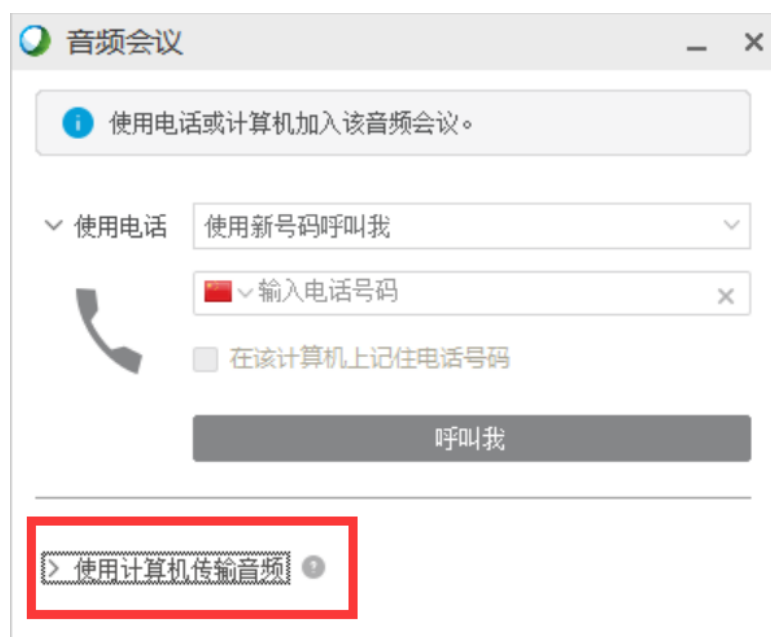 音频会议
使用电话或计算机加入该音频会议。
使用电话
使用新号码呼叫我
输入电话号码
在该计算机上记住电话号码
呼叫我
使用计算机传输音频